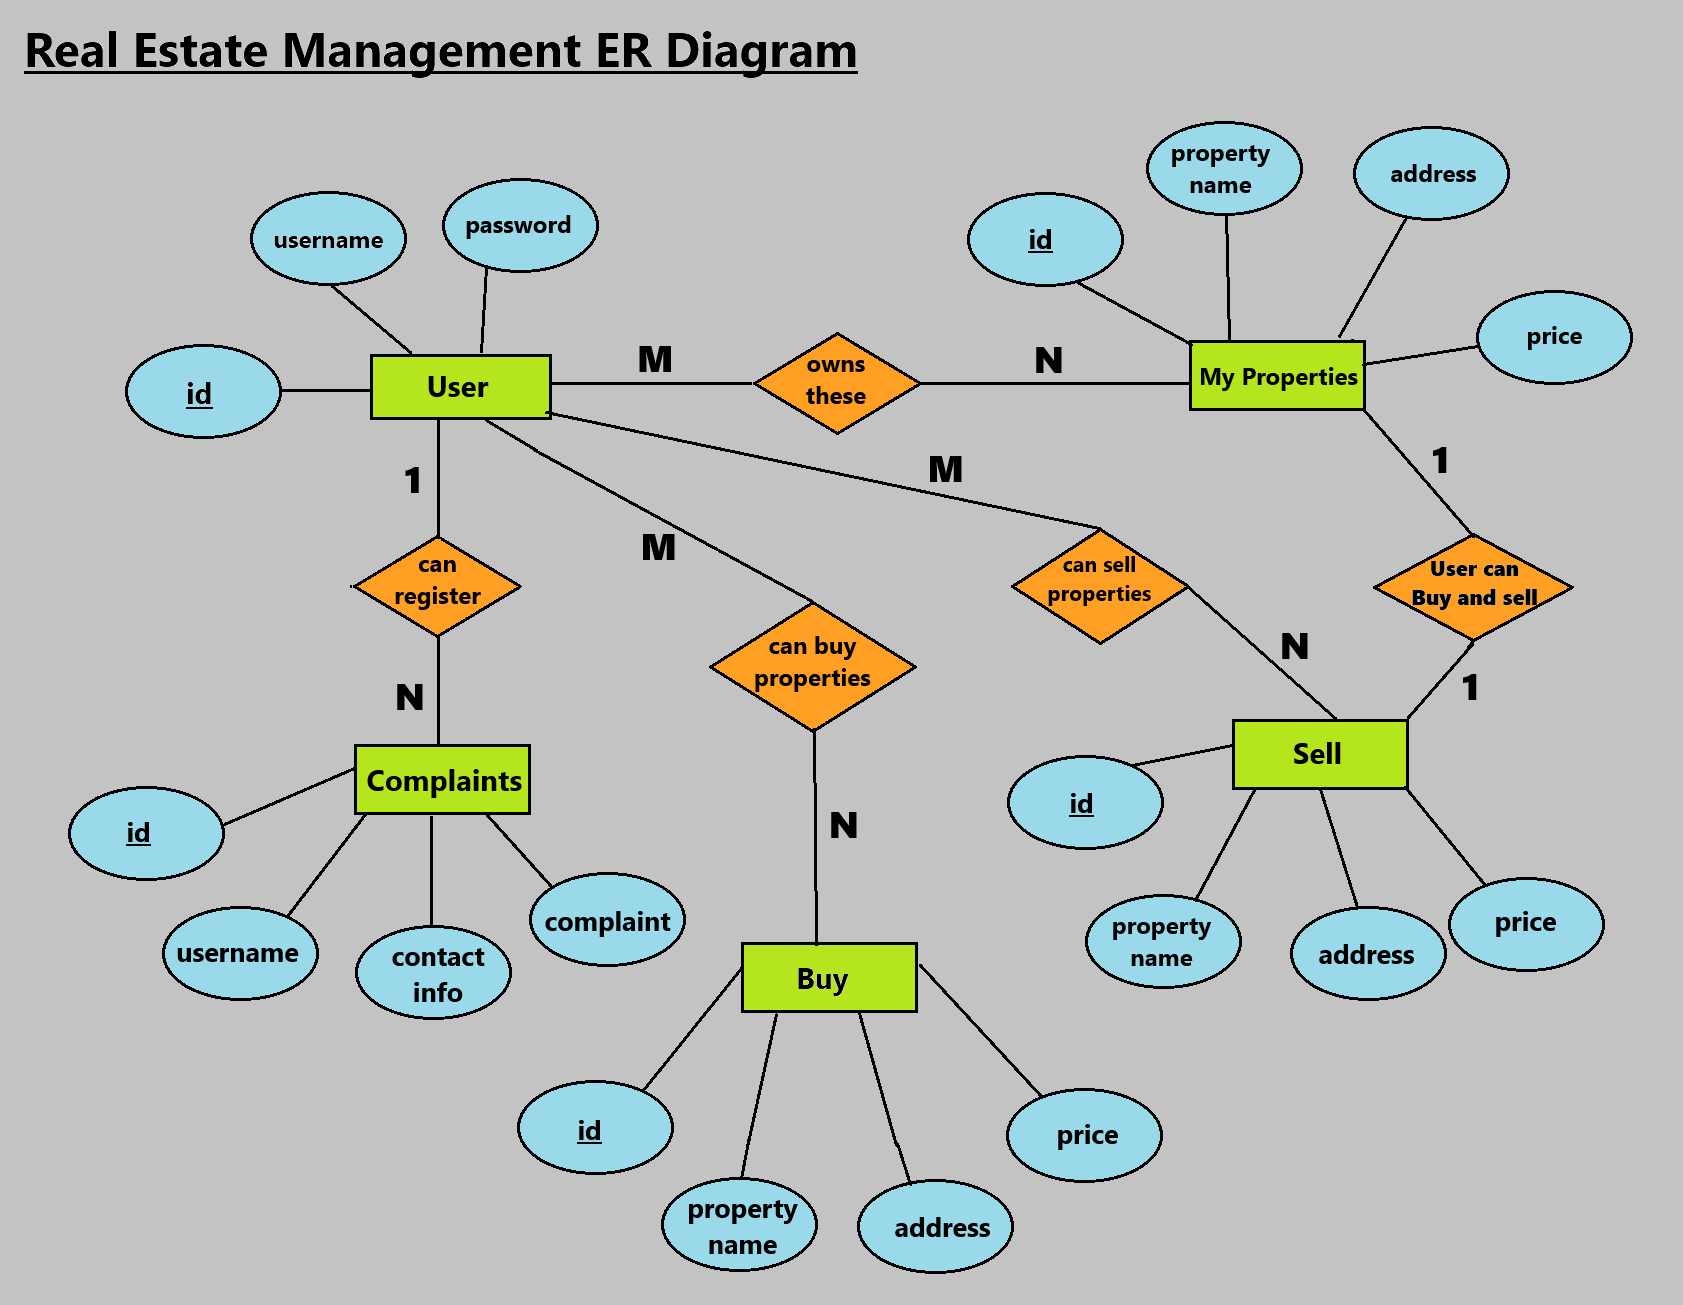 Real Estate Management ER Diagram
property
name
address
username
password
id
price
id
User
M
owns
these
N
My Properties
1
M
1
M
can
register
can sell
properties
User can
Buy and sell
can buy
properties
N
N
1
Complaints
Sell
id
N
id
username
contact
info
complaint
property
name
address
price
Buy
id
price
property
name
address